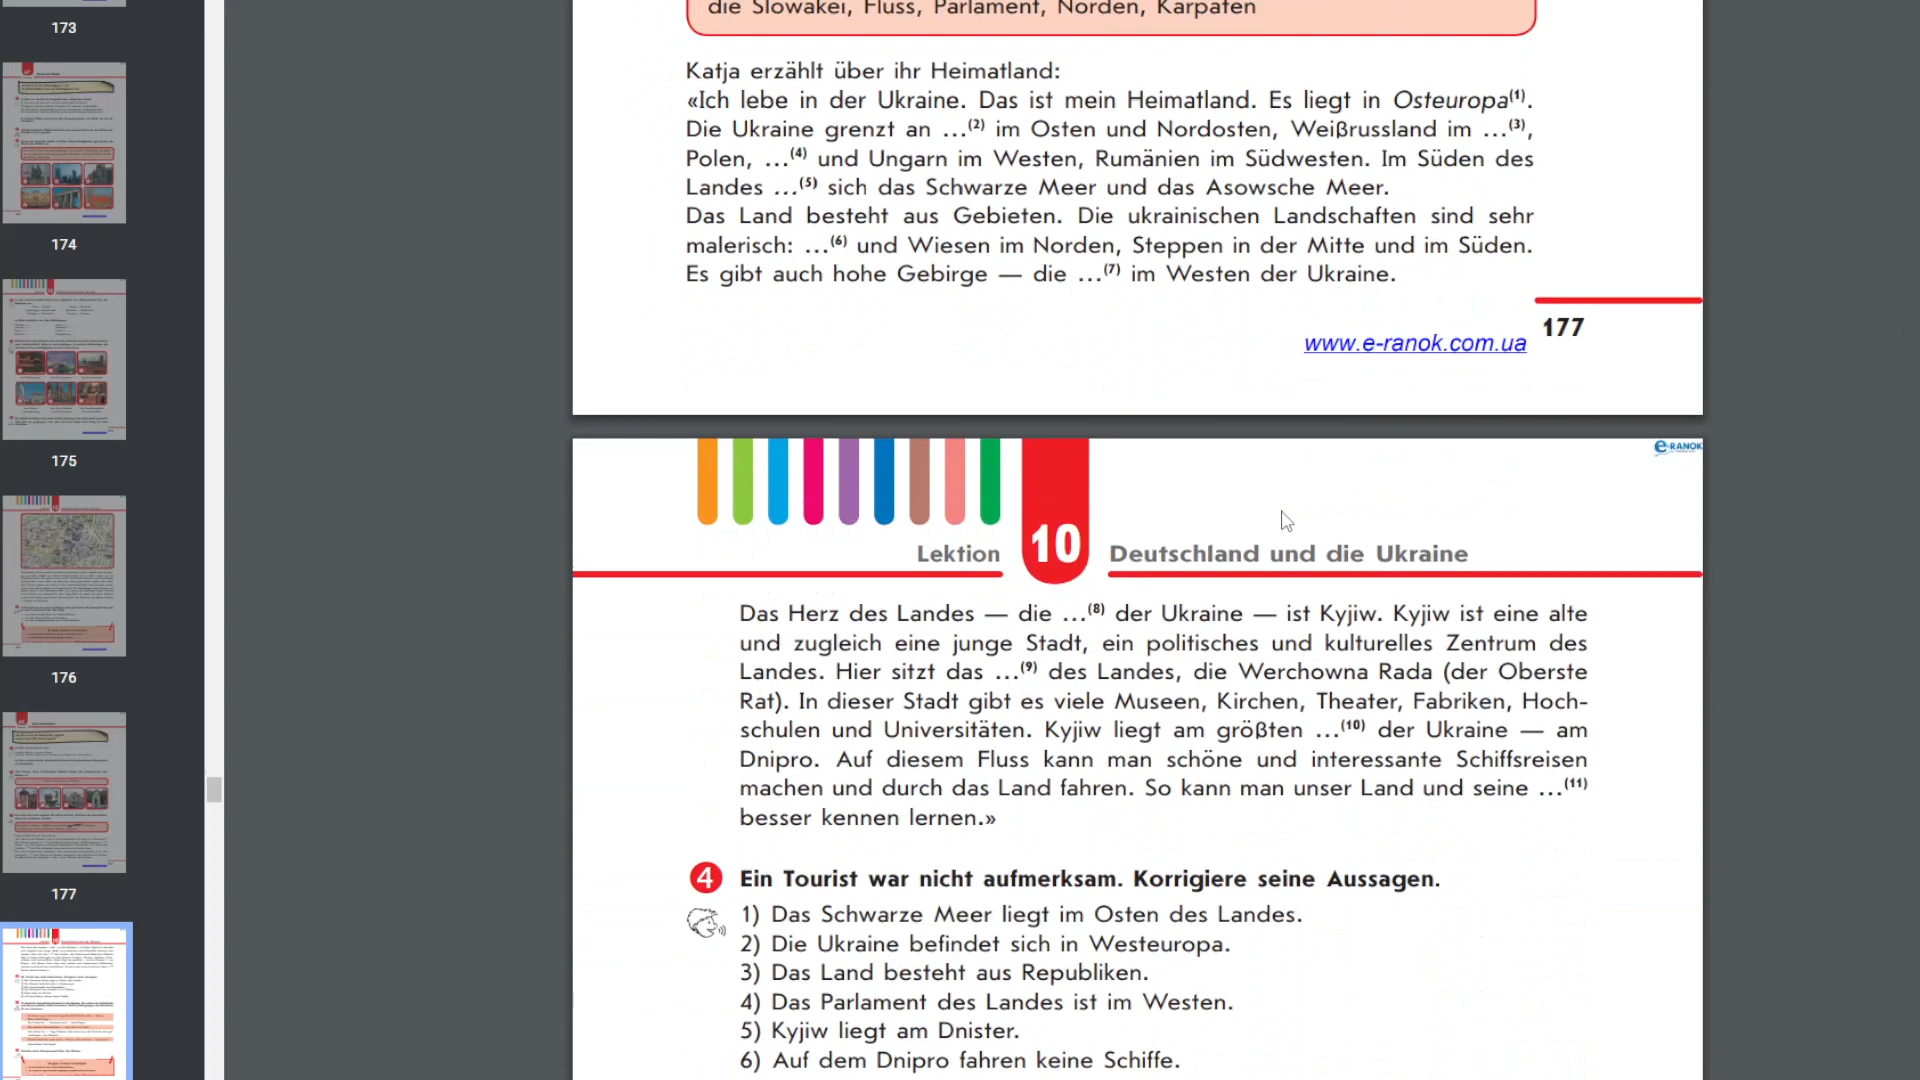 173
174
175
176
177
die Slowakei, Fluss, Parlament, Norden, Karpaten
Katja erzählt über ihr Heimatland:
«Ich lebe in der Ukraine. Das ist mein Heimatland. Es liegt in Osteuropa(1).
Die Ukraine grenzt an ...(2) im Osten und Nordosten, Weißrussland im ...(3),
Polen, ...(4) und Ungarn im Westen, Rumänien im Südwesten. Im Süden des
Landes ...(5) sich das Schwarze Meer und das Asowsche Meer.
Das Land besteht aus Gebieten. Die ukrainischen Landschaften sind sehr
malerisch: ...(6) und Wiesen im Norden, Steppen in der Mitte und im Süden.
Es gibt auch hohe Gebirge — die ...(7) im Westen der Ukraine.
177
www.e-ranok.com.ua
e-RANOK
Lektion 10 Deutschland und die Ukraine
Das Herz des Landes — die ...(8) der Ukraine — ist Kyjiw. Kyjiw ist eine alte
und zugleich eine junge Stadt, ein politisches und kulturelles Zentrum des
Landes. Hier sitzt das ...(9) des Landes, die Werchowna Rada (der Oberste
Rat). In dieser Stadt gibt es viele Museen, Kirchen, Theater, Fabriken, Hoch-
schulen und Universitäten. Kyjiw liegt am größten ...(10) der Ukraine — am
Dnipro. Auf diesem Fluss kann man schöne und interessante Schiffsreisen
machen und durch das Land fahren. So kann man unser Land und seine ...(11)
besser kennen lernen.»
4 Ein Tourist war nicht aufmerksam. Korrigiere seine Aussagen.
1) Das Schwarze Meer liegt im Osten des Landes.
2) Die Ukraine befindet sich in Westeuropa.
3) Das Land besteht aus Republiken.
4) Das Parlament des Landes ist im Westen.
5) Kyjiw liegt am Dnister.
6) Auf dem Dnipro fahren keine Schiffe.